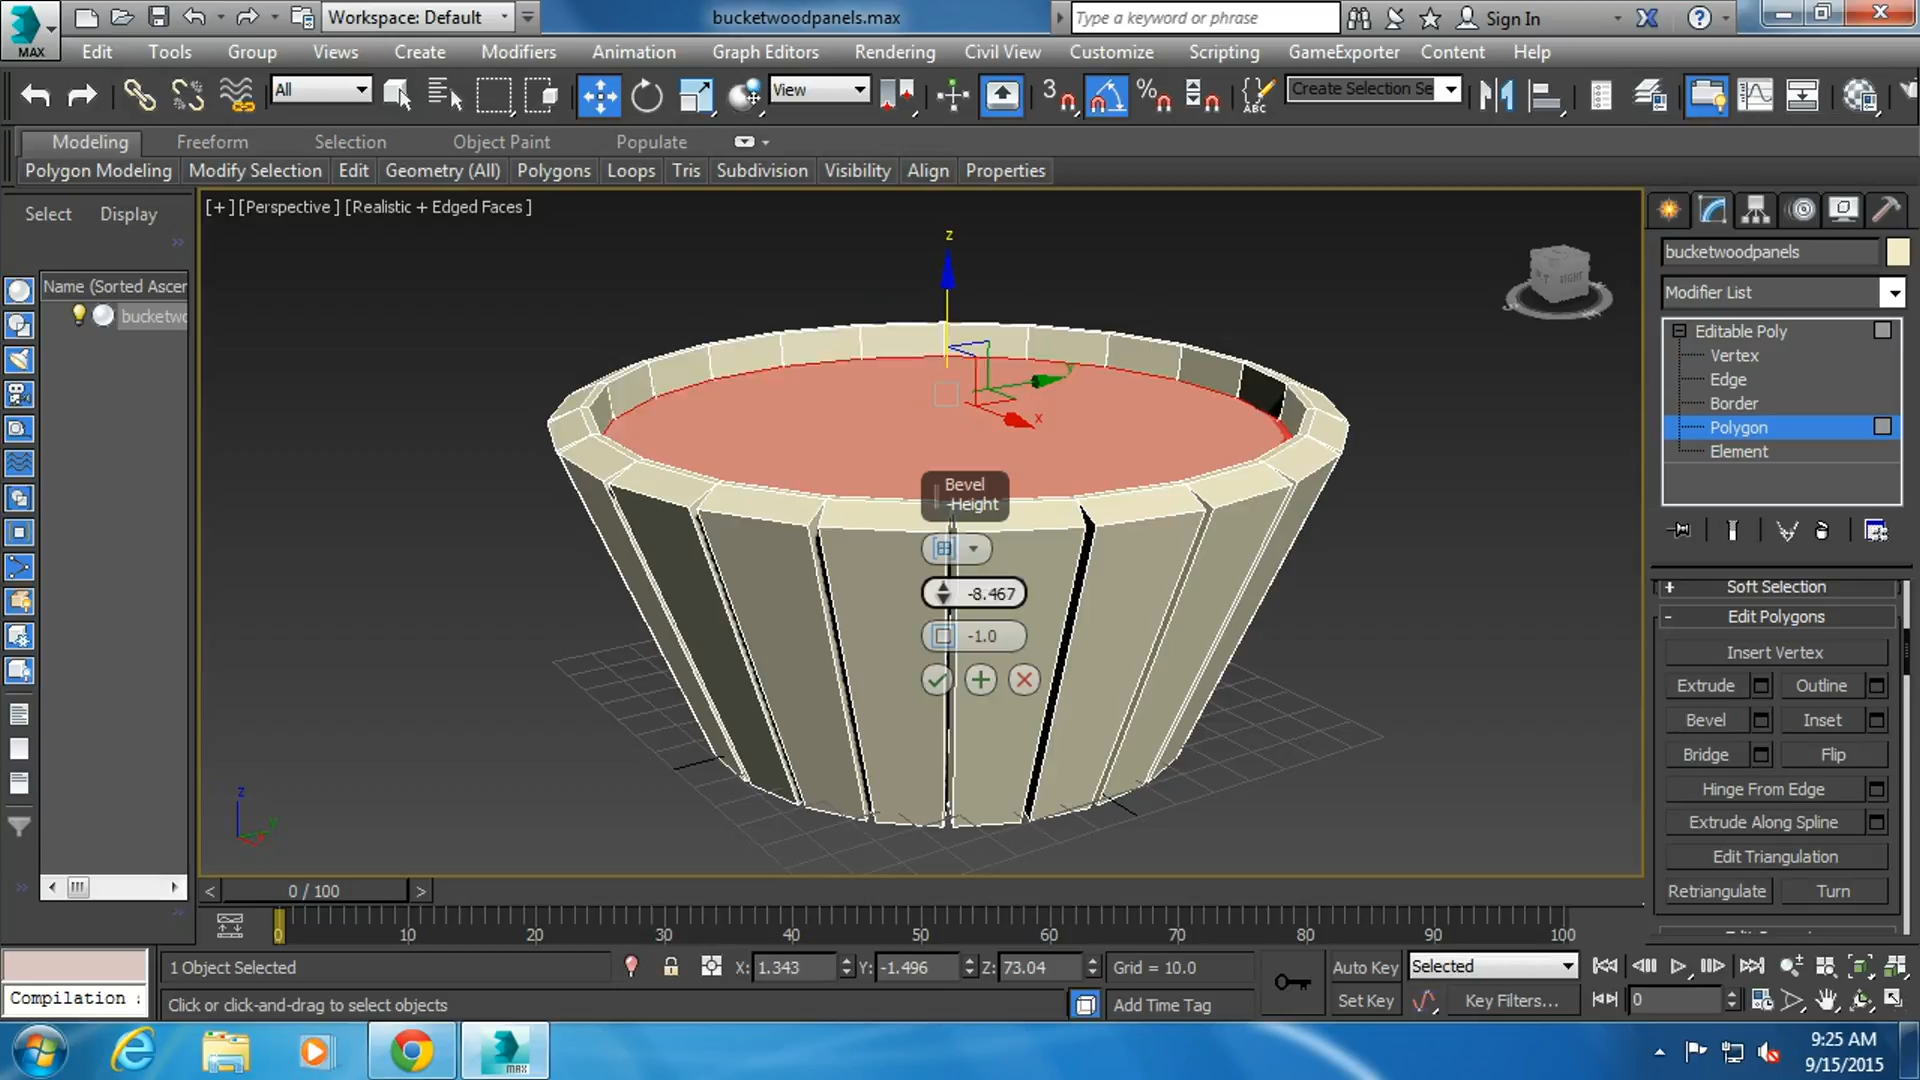 MAX
Workspace: Default
bucketwoodpanels.max
Type a keyword or phrase
Sign In
Edit
Tools
Group
Views
Create
Modifiers
Animation
Graph Editors
Rendering
Civil View
Customize
Scripting
GameExporter
Content
Help
All
View
3
ABC
Create Selection Se
Modeling
Freeform
Selection
Object Paint
Populate
Polygon Modeling
Modify Selection
Edit
Geometry (All)
Polygons
Loops
Tris
Subdivision
Visibility
Align
Properties
Select
Display
[+] [Perspective ] [Realistic + Edged Faces ]
Name (Sorted Ascer
bucketwo
z
y
x
RIGHT
Bevel
-Height
-8.467
-1.0
z
y
bucketwoodpanels
Modifier List
Editable Poly
Vertex
Edge
Border
Polygon
Element
Soft Selection
Edit Polygons
Insert Vertex
Extrude
Outline
Bevel
Inset
Bridge
Flip
Hinge From Edge
Extrude Along Spline
Edit Triangulation
Retriangulate
Turn
0 / 100
0 10 20 30 40 50 60 70 80 90 100
1 Object Selected
X: 1.343
Y: -1.496
Z: 73.04
Grid = 10.0
Auto Key
Selected
Compilation
Click or click-and-drag to select objects
Add Time Tag
Set Key
Key Filters...
0
MAX
9:25 AM
9/15/2015